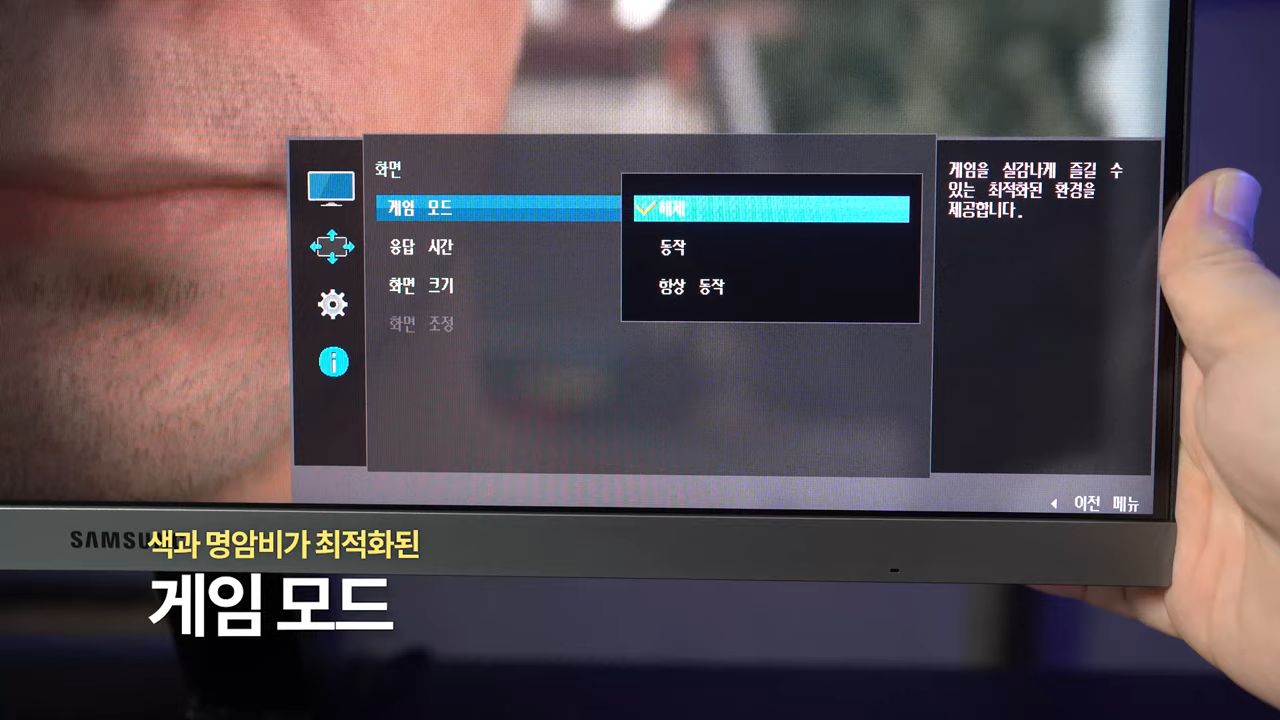 화면
게임 모드
응답 시간
화면 크기
화면 조정
해제
동작
항상 동작
게임을 실감나게 즐길 수
있는 최적화된 환경을
제공합니다.
이전 메뉴
SAMSU
색과 명암비가 최적화된
게임 모드